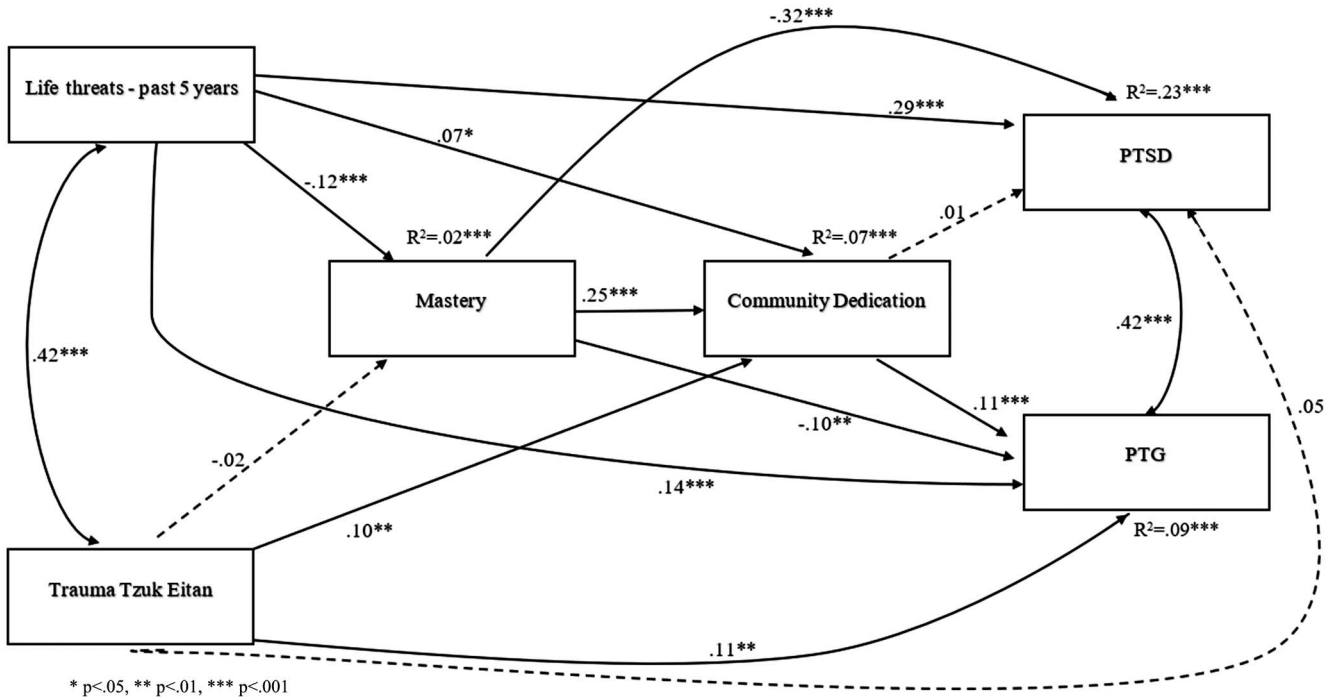 -.32***
Life threats - past 5 years
R²=.23***
.29***
PTSD
.07*
-.12***
.01
R²=.02***
R²=.07***
Mastery
.25***
Community Dedication
.42***
.42***
.11***
.05
-.10**
PTG
-.02
.14***
.10**
R²=.09***
Trauma Tzuk Eitan
.11**
* p<.05, ** p<.01, *** p<.001